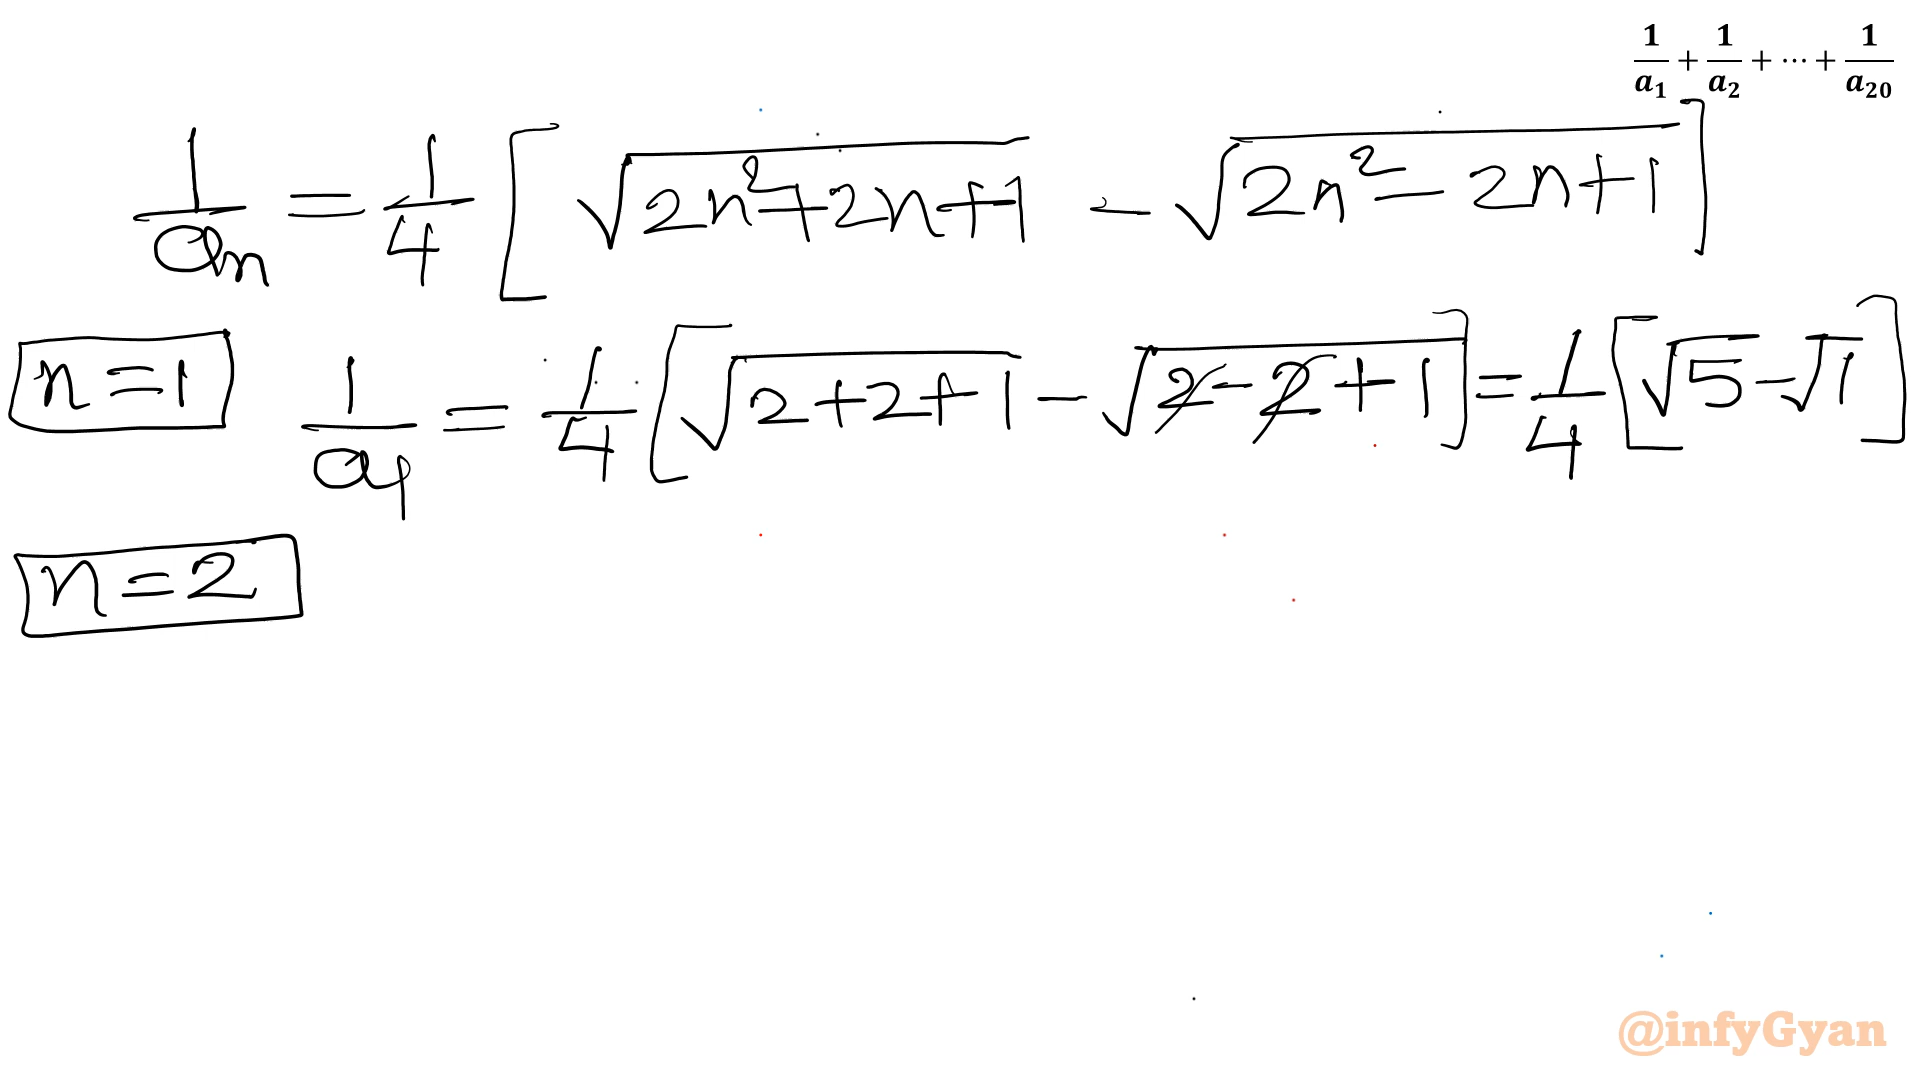 1/a₁ + 1/a₂ + ⋯ + 1/a₂₀
1/aₙ = 1/4 [√(2n²+2n+1) − √(2n²−2n+1)]
n=1 1/a₁ = 1/4 [√(2+2+1) − √(2−2+1)] = 1/4 [√5 − √1]
n=2
@infyGyan